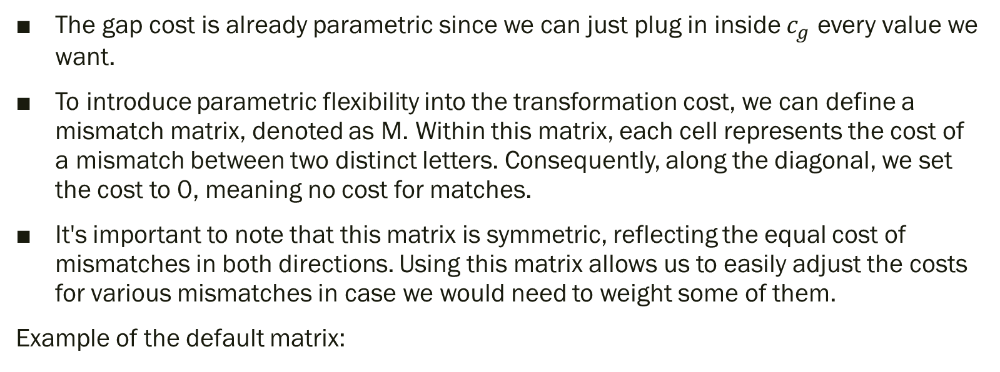 ■ The gap cost is already parametric since we can just plug in inside c_g every value we
want.
■ To introduce parametric flexibility into the transformation cost, we can define a
mismatch matrix, denoted as M. Within this matrix, each cell represents the cost of
a mismatch between two distinct letters. Consequently, along the diagonal, we set
the cost to 0, meaning no cost for matches.
■ It's important to note that this matrix is symmetric, reflecting the equal cost of
mismatches in both directions. Using this matrix allows us to easily adjust the costs
for various mismatches in case we would need to weight some of them.
Example of the default matrix: